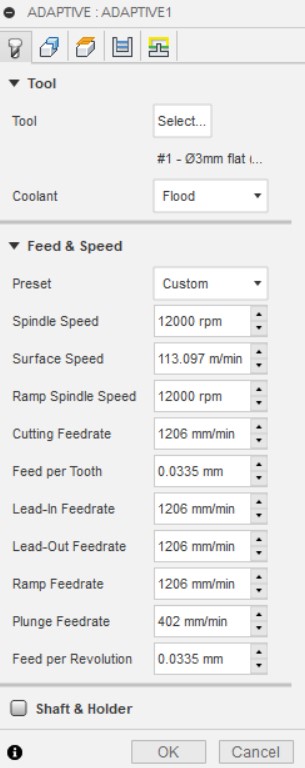 ADAPTIVE : ADAPTIVE1
Tool
Tool Select...
#1 - Ø3mm flat
Coolant Flood
Feed & Speed
Preset Custom
Spindle Speed 12000 rpm
Surface Speed 113.097 m/min
Ramp Spindle Speed 12000 rpm
Cutting Feedrate 1206 mm/min
Feed per Tooth 0.0335 mm
Lead-In Feedrate 1206 mm/min
Lead-Out Feedrate 1206 mm/min
Ramp Feedrate 1206 mm/min
Plunge Feedrate 402 mm/min
Feed per Revolution 0.0335 mm
Shaft & Holder
OK Cancel